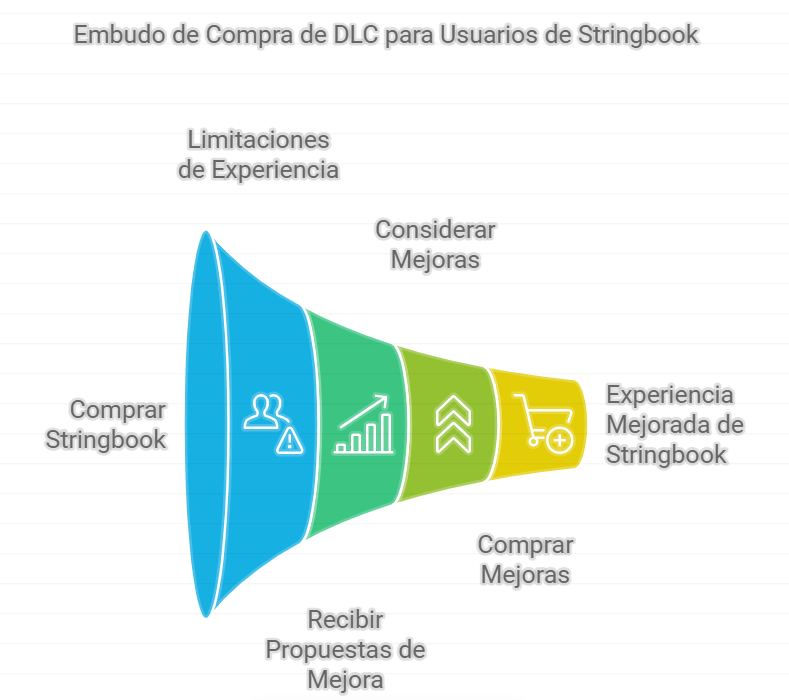 Embudo de Compra de DLC para Usuarios de Stringbook
Limitaciones
de Experiencia
Considerar
Mejoras
Comprar
Stringbook
Experiencia
Mejorada de
Stringbook
Comprar
Mejoras
Recibir
Propuestas de
Mejora